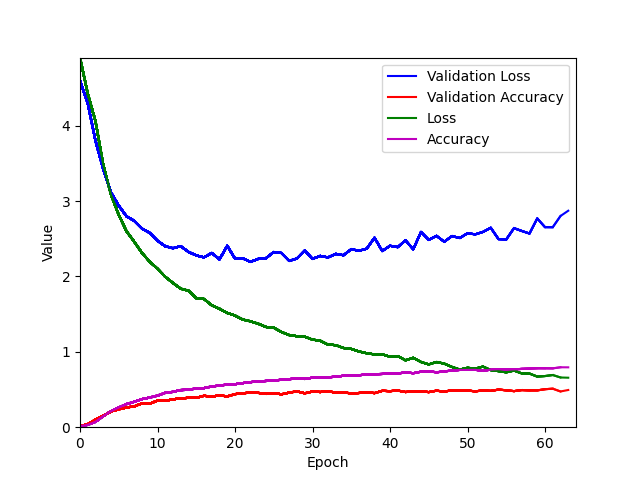 Validation Loss
Validation Accuracy
Loss
Accuracy
Value
4
3
2
1
0
0 10 20 30 40 50 60
Epoch